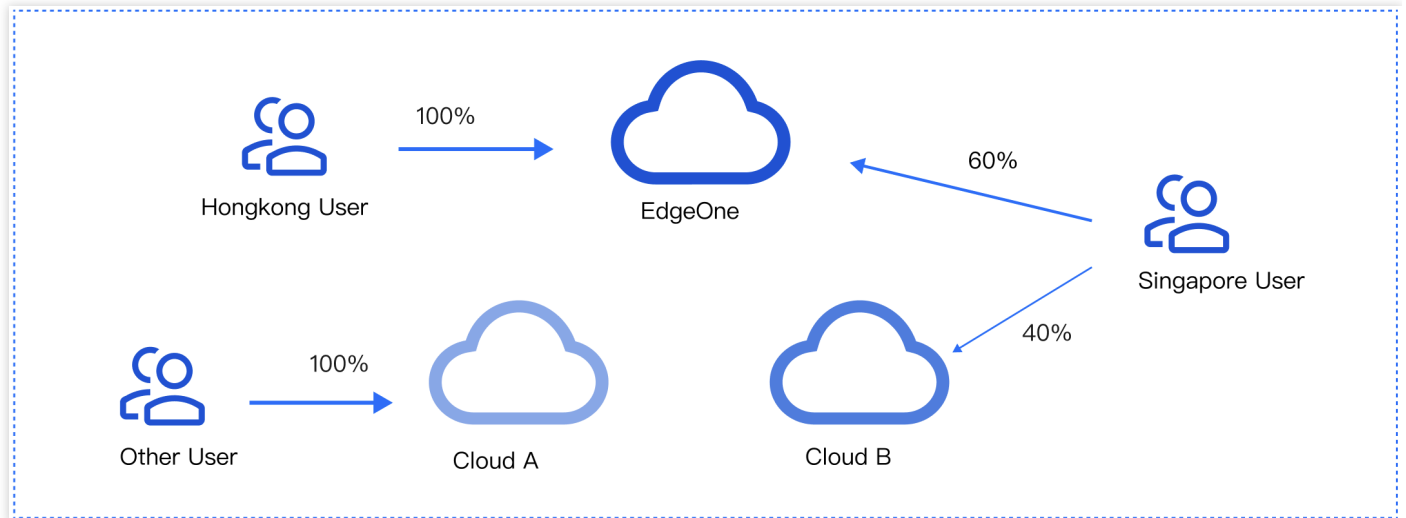 100%
60%
Hongkong User
EdgeOne
Singapore User
40%
100%
Other User
Cloud A
Cloud B